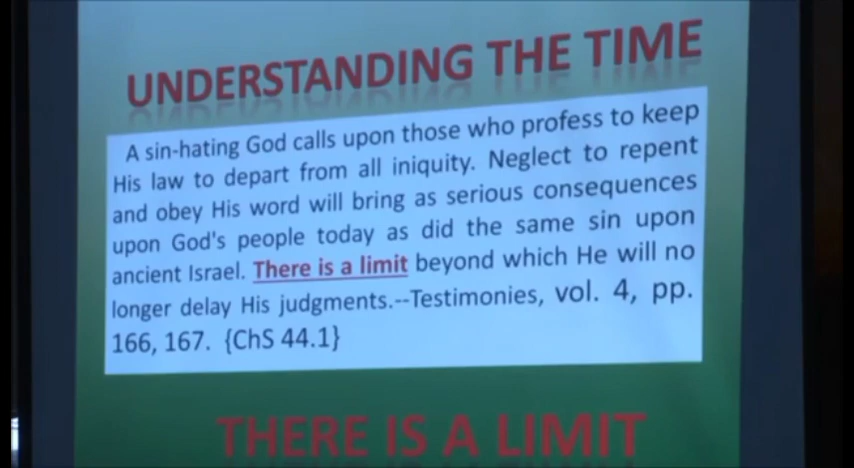 UNDERSTANDING THE TIME
A sin-hating God calls upon those who profess to keep
His law to depart from all iniquity. Neglect to repent
and obey His word will bring as serious consequences
upon God's people today as did the same sin upon
ancient Israel. There is a limit beyond which He will no
longer delay His judgments.--Testimonies, vol. 4, pp.
166, 167. {ChS 44.1}
THERE IS A LIMIT